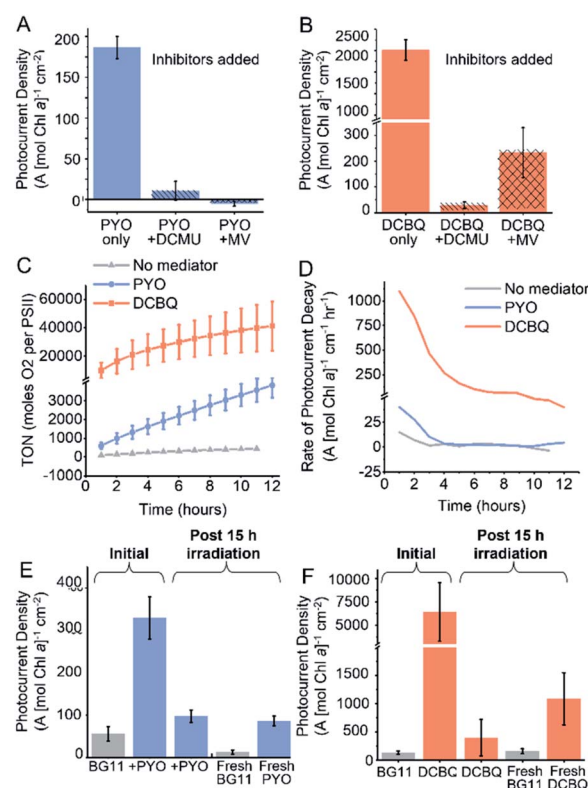 A
Photocurrent Density
(A [mol Chl a]-1 cm-2)
200
150
100
50
0
Inhibitors added
PYO only
PYO +DCMU
PYO +MV
B
Photocurrent Density
(A [mol Chl a]-1 cm-2)
2500
2000
1500
1000
300
200
100
0
Inhibitors added
DCBQ only
DCBQ +DCMU
DCBQ +MV
C
No mediator
PYO
DCBQ
TON (moles O2 per PSII)
60000
40000
20000
3000
2000
1000
0
-1000
0 2 4 6 8 10 12
Time (hours)
D
No mediator
PYO
DCBQ
Rate of Photocurrent Decay
(A [mol Chl a]-1 cm-1 hr-1)
1000
750
500
250
25
0
-25
0 2 4 6 8 10 12
Time (hours)
E
Initial
Post 15 h irradiation
Photocurrent Density
(A [mol Chl a]-1 cm-2)
400
300
200
100
0
BG11
+PYO
+PYO
Fresh BG11
Fresh PYO
F
Initial
Post 15 h irradiation
Photocurrent Density
(A [mol Chl a]-1 cm-2)
10000
7500
5000
1500
1000
500
0
BG11
DCBQ
DCBQ
Fresh BG11
Fresh DCBQ